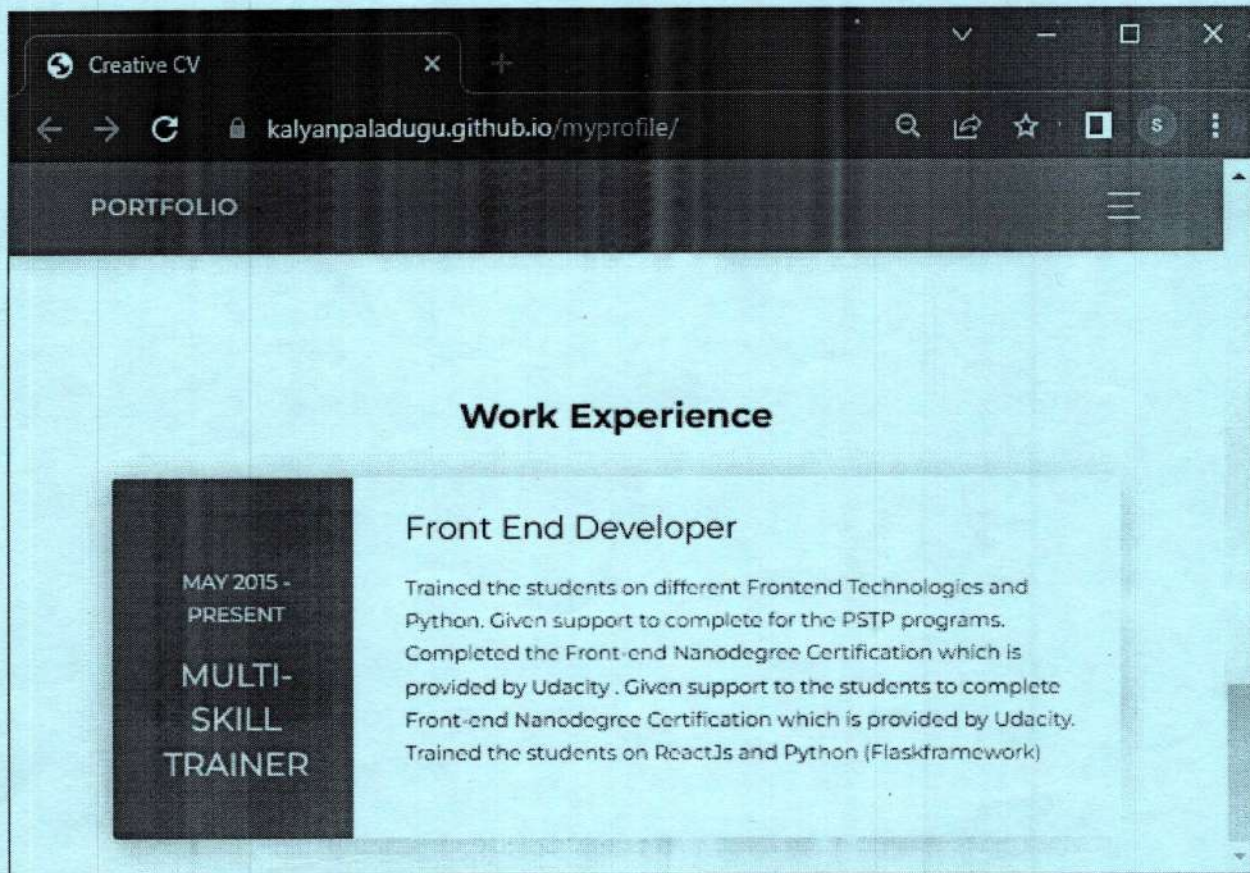 Creative CV
kalyanpaladugu.github.io/myprofile/
S
PORTFOLIO
Work Experience
MAY 2015 -
PRESENT
MULTI-
SKILL
TRAINER
Front End Developer
Trained the students on different Frontend Technologies and
Python. Given support to complete for the PSTP programs.
Completed the Front-end Nanodegree Certification which is
provided by Udacity . Given support to the students to complete
Front-end Nanodegree Certification which is provided by Udacity.
Trained the students on ReactJs and Python (Flaskframework)